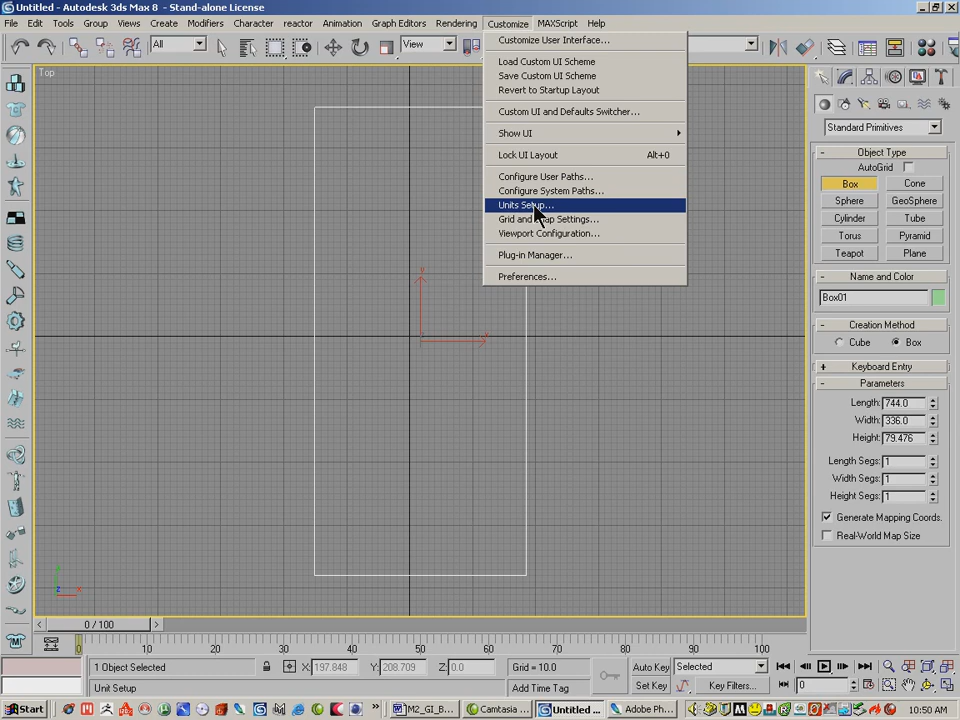 Untitled - Autodesk 3ds Max 8 - Stand-alone License
File Edit Tools Group Views Create Modifiers Character reactor Animation Graph Editors Rendering Customize MAXScript Help
All View
Customize User Interface...
Load Custom UI Scheme
Save Custom UI Scheme
Revert to Startup Layout
Custom UI and Defaults Switcher...
Show UI
Lock UI Layout Alt+0
Configure User Paths...
Configure System Paths...
Units Setup...
Grid and Snap Settings...
Viewport Configuration...
Plug-in Manager...
Preferences...
Top
y
x
z x
Standard Primitives
- Object Type
AutoGrid
Box Cone
Sphere GeoSphere
Cylinder Tube
Torus Pyramid
Teapot Plane
- Name and Color
Box01
- Creation Method
Cube Box
+ Keyboard Entry
- Parameters
Length: 744.0
Width: 336.0
Height: 79.476
Length Segs: 1
Width Segs: 1
Height Segs: 1
Generate Mapping Coords.
Real-World Map Size
< 0 / 100 >
0 10 20 30 40 50 60 70 80 90 100
1 Object Selected X: 197.848 Y: 208.709 Z: 0.0 Grid = 10.0 Auto Key Selected
Unit Setup Add Time Tag Set Key Key Filters... 0
Start » M2_GI_B... Camtasia ... Untitled ... Adobe Ph... 10:50 AM